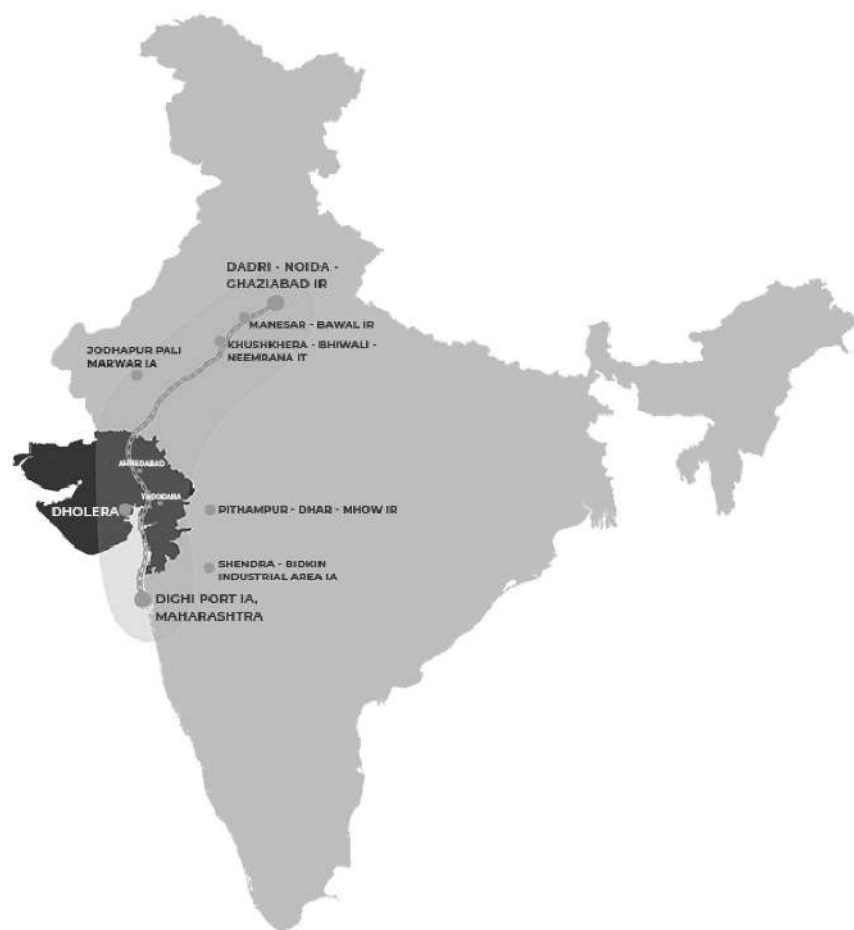 DADRI - NOIDA -
GHAZIABAD IR
MANESAR - BAWAL IR
KHUSHKHERA - BHIWALI -
NEEMRANA IT
JODHAPUR PALI
MARWAR IA
AHMEDABAD
VADODARA
DHOLERA
PITHAMPUR - DHAR - MHOW IR
SHENDRA - BIDKIN
INDUSTRIAL AREA IA
DIGHI PORT IA,
MAHARASHTRA